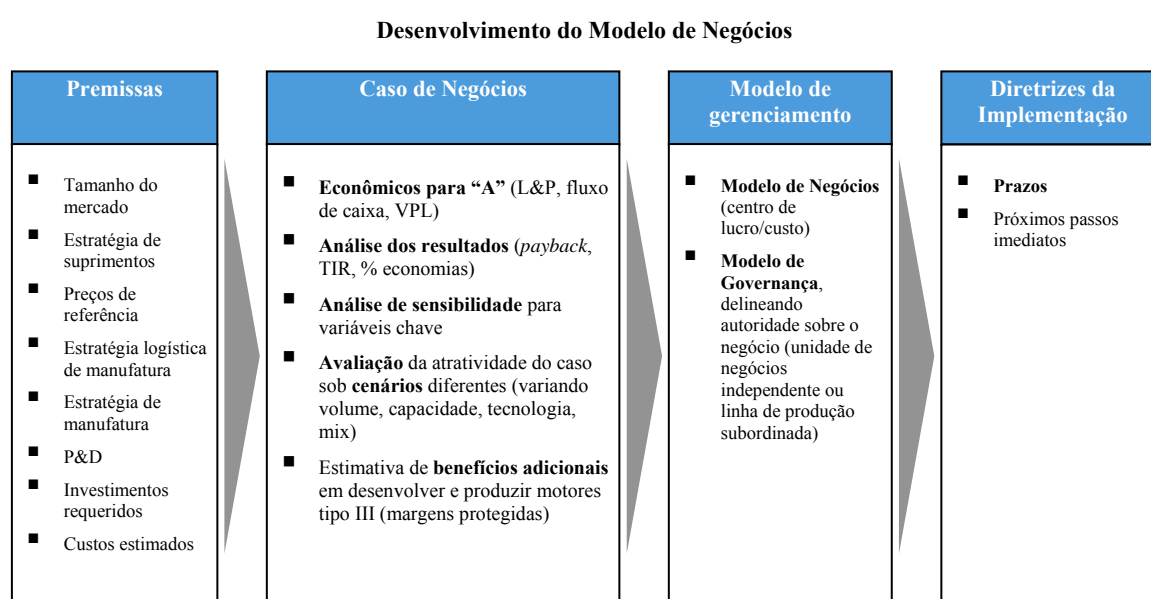 Desenvolvimento do Modelo de Negócios
Premissas
■ Tamanho do
mercado
■ Estratégia de
suprimentos
■ Preços de
referência
■ Estratégia logística
de manufatura
■ Estratégia de
manufatura
■ P&D
■ Investimentos
requeridos
■ Custos estimados
Caso de Negócios
■ Econômicos para “A” (L&P, fluxo
de caixa, VPL)
■ Análise dos resultados (payback,
TIR, % economias)
■ Análise de sensibilidade para
variáveis chave
■ Avaliação da atratividade do caso
sob cenários diferentes (variando
volume, capacidade, tecnologia,
mix)
■ Estimativa de benefícios adicionais
em desenvolver e produzir motores
tipo III (margens protegidas)
Modelo de
gerenciamento
■ Modelo de Negócios
(centro de
lucro/custo)
■ Modelo de
Governança,
delineando
autoridade sobre o
negócio (unidade de
negócios
independente ou
linha de produção
subordinada)
Diretrizes da
Implementação
■ Prazos
■ Próximos passos
imediatos